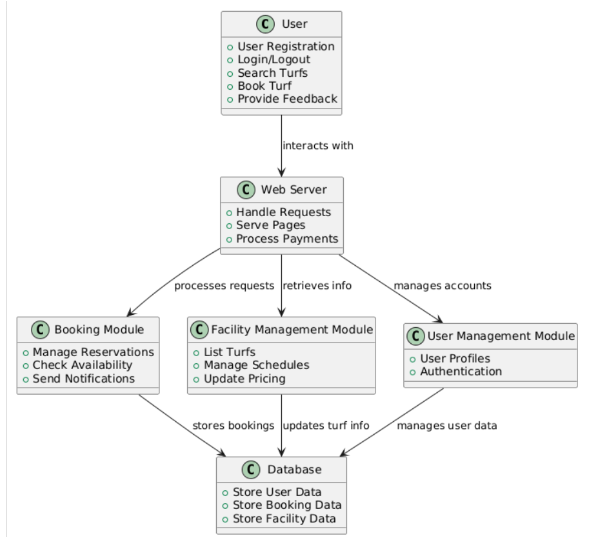 C User
User Registration
Login/Logout
Search Turfs
Book Turf
Provide Feedback
interacts with
C Web Server
Handle Requests
Serve Pages
Process Payments
processes requests
retrieves info
manages accounts
C Booking Module
Manage Reservations
Check Availability
Send Notifications
C Facility Management Module
List Turfs
Manage Schedules
Update Pricing
C User Management Module
User Profiles
Authentication
stores bookings
updates turf info
manages user data
C Database
Store User Data
Store Booking Data
Store Facility Data